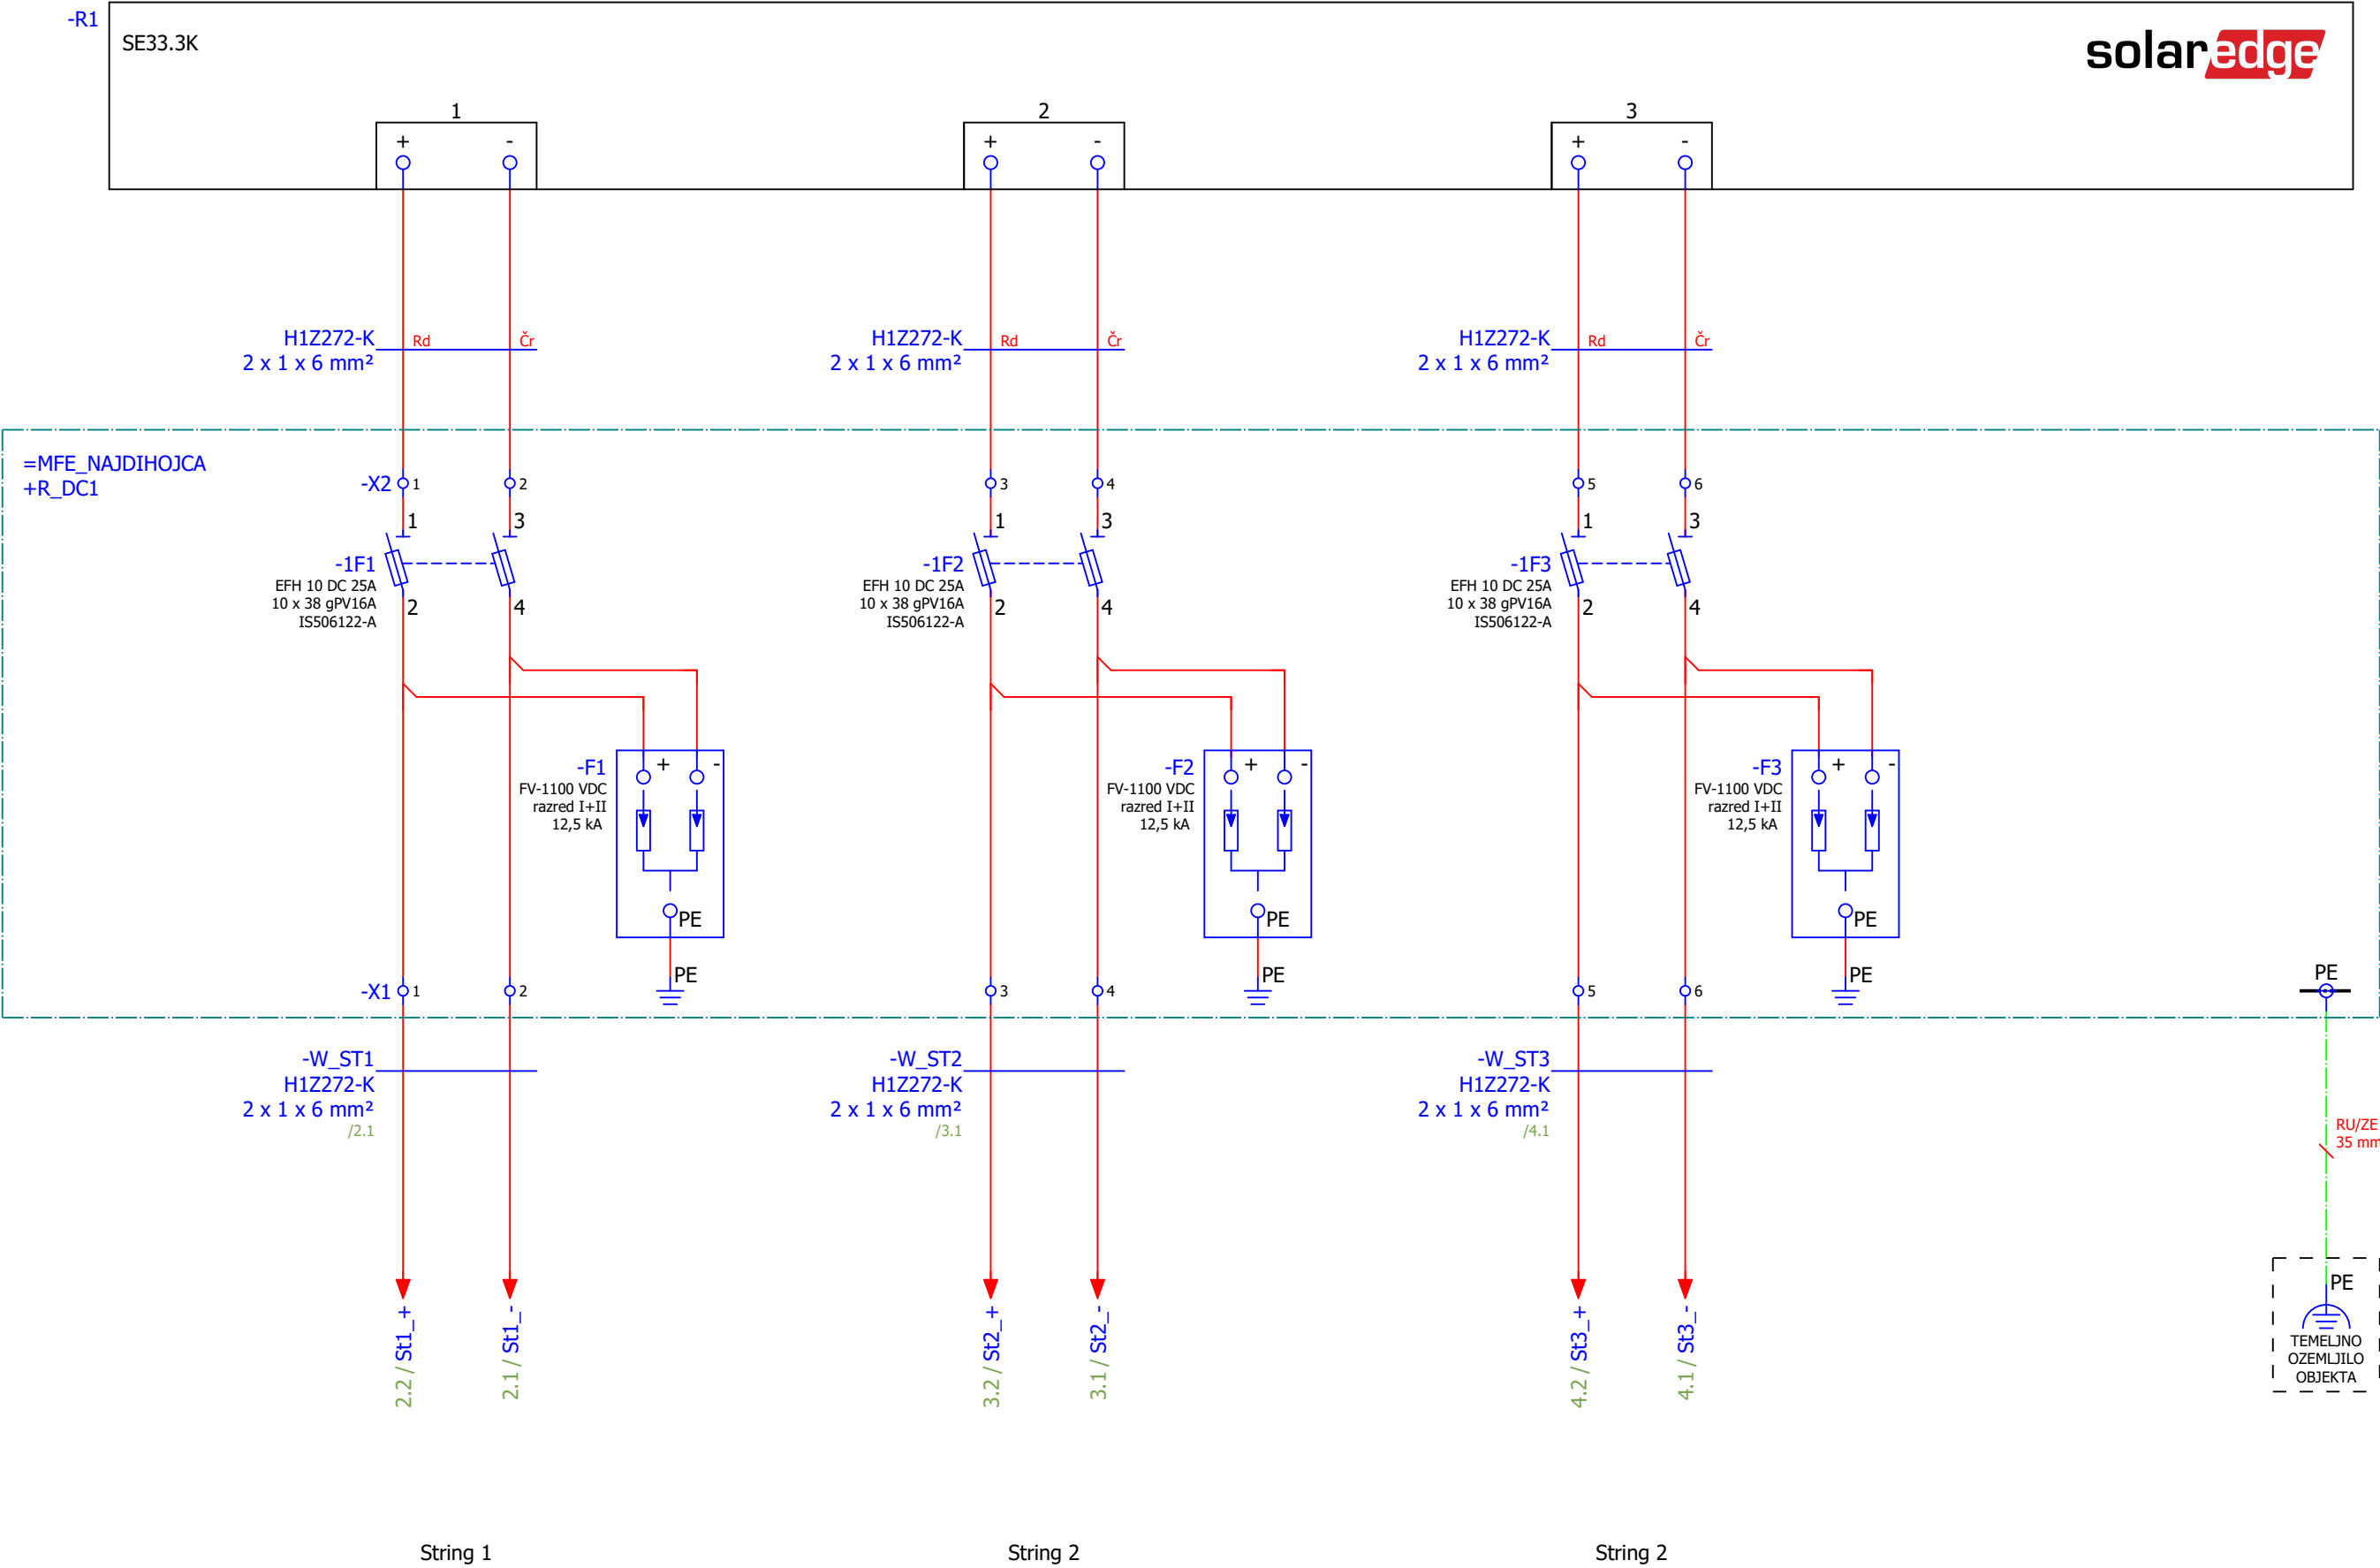 -R1
SE33.3K
solaredge
1
2
3
+ -
+ -
+ -
H1Z272-K
2 x 1 x 6 mm²
Rd
Čr
H1Z272-K
2 x 1 x 6 mm²
Rd
Čr
H1Z272-K
2 x 1 x 6 mm²
Rd
Čr
=MFE_NAJDIHOJCA
+R_DC1
-X2 1 2 3 4 5 6
1 3 1 3 1 3
-1F1
EFH 10 DC 25A
10 x 38 gPV16A
IS506122-A
-1F2
EFH 10 DC 25A
10 x 38 gPV16A
IS506122-A
-1F3
EFH 10 DC 25A
10 x 38 gPV16A
IS506122-A
2 4 2 4 2 4
-F1
FV-1100 VDC
razred I+II
12,5 kA
+ -
PE
PE
-F2
FV-1100 VDC
razred I+II
12,5 kA
+ -
PE
PE
-F3
FV-1100 VDC
razred I+II
12,5 kA
+ -
PE
PE
PE
-X1 1 2 3 4 5 6
-W_ST1
H1Z272-K
2 x 1 x 6 mm²
/2.1
-W_ST2
H1Z272-K
2 x 1 x 6 mm²
/3.1
-W_ST3
H1Z272-K
2 x 1 x 6 mm²
/4.1
RU/ZE
35 mm
2.2 / St1_+
2.1 / St1_-
3.2 / St2_+
3.1 / St2_-
4.2 / St3_+
4.1 / St3_-
PE
TEMELJNO
OZEMLJILO
OBJEKTA
String 1
String 2
String 2